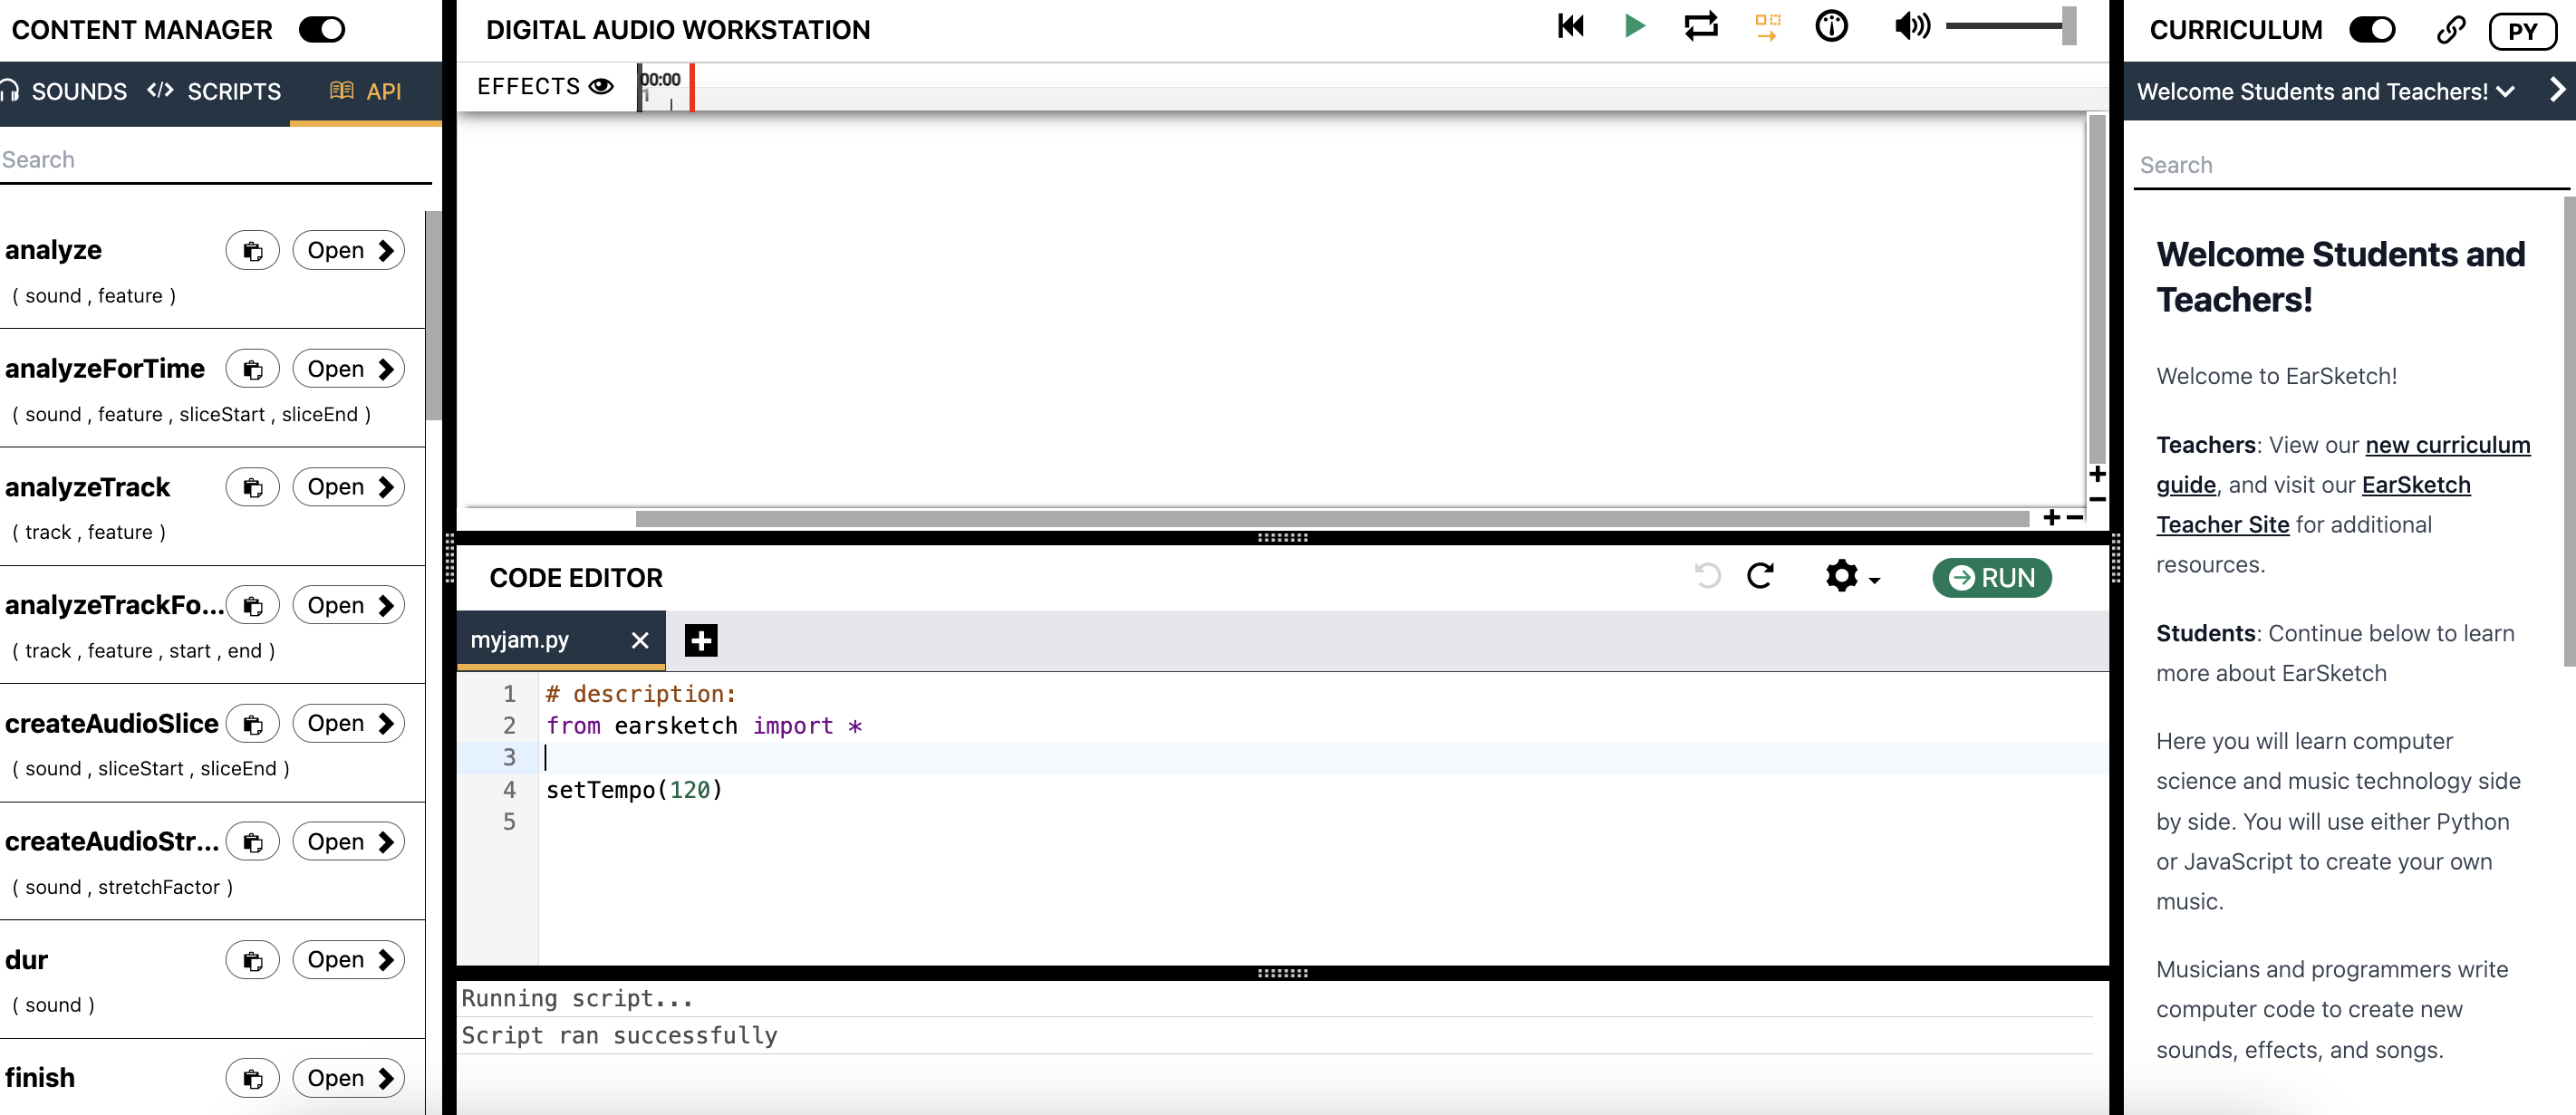 CONTENT MANAGER
SOUNDS
SCRIPTS
API
Search
analyze
Open
( sound , feature )
analyzeForTime
Open
( sound , feature , sliceStart , sliceEnd )
analyzeTrack
Open
( track , feature )
analyzeTrackFo...
Open
( track , feature , start , end )
createAudioSlice
Open
( sound , sliceStart , sliceEnd )
createAudioStr...
Open
( sound , stretchFactor )
dur
Open
( sound )
finish
Open
DIGITAL AUDIO WORKSTATION
EFFECTS
00:00
1
CODE EDITOR
RUN
myjam.py
1 # description:
2 from earsketch import *
3
4 setTempo(120)
5
Running script...
Script ran successfully
CURRICULUM
PY
Welcome Students and Teachers!
Search
Welcome Students and
Teachers!
Welcome to EarSketch!
Teachers: View our new curriculum
guide, and visit our EarSketch
Teacher Site for additional
resources.
Students: Continue below to learn
more about EarSketch
Here you will learn computer
science and music technology side
by side. You will use either Python
or JavaScript to create your own
music.
Musicians and programmers write
computer code to create new
sounds, effects, and songs.